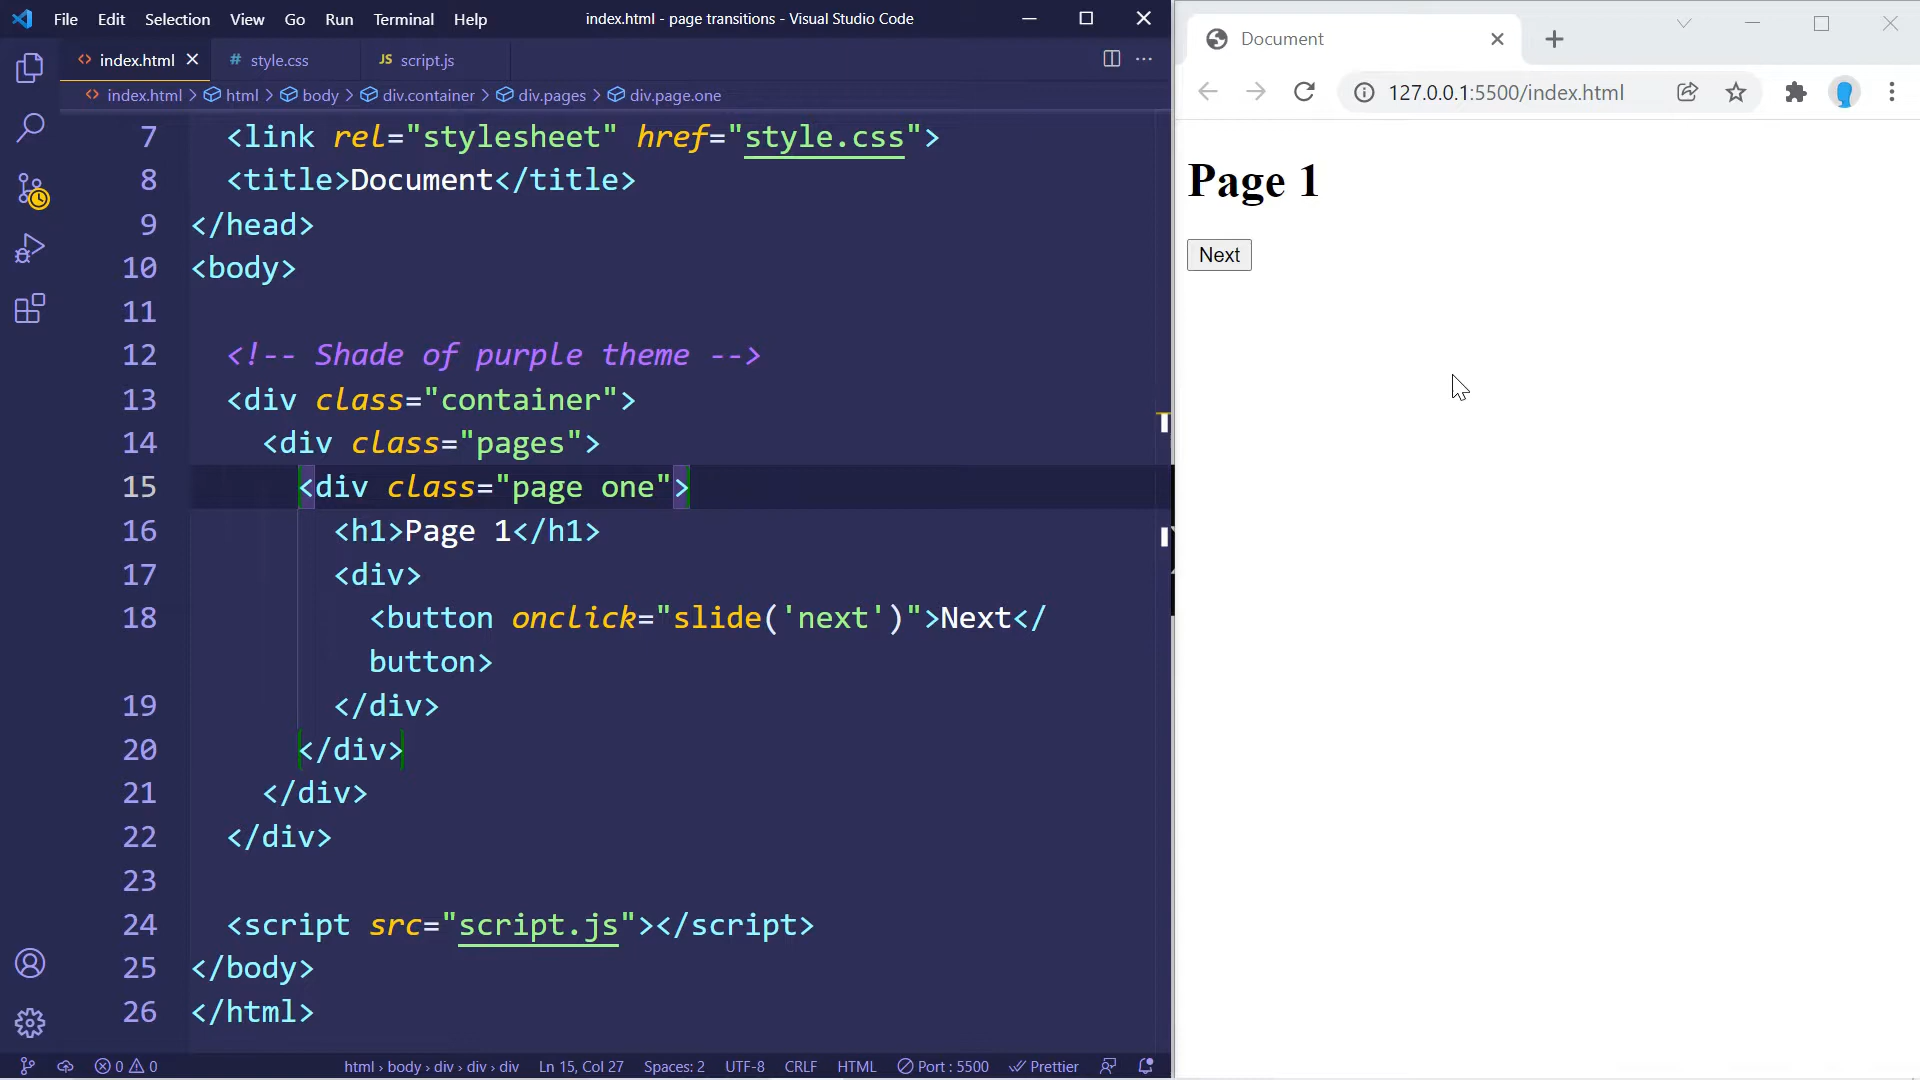 File Edit Selection View Go Run Terminal Help index.html - page transitions - Visual Studio Code
index.html # style.css JS script.js
index.html > html > body > div.container > div.pages > div.page.one
7 <link rel="stylesheet" href="style.css">
8 <title>Document</title>
9 </head>
10 <body>
11
12 <!-- Shade of purple theme -->
13 <div class="container">
14 <div class="pages">
15 <div class="page one">
16 <h1>Page 1</h1>
17 <div>
18 <button onclick="slide('next')">Next</
button>
19 </div>
20 </div>
21 </div>
22 </div>
23
24 <script src="script.js"></script>
25 </body>
26 </html>
0 0 html › body › div › div › div Ln 15, Col 27 Spaces: 2 UTF-8 CRLF HTML Port : 5500 Prettier
Document
127.0.0.1:5500/index.html
Page 1
Next